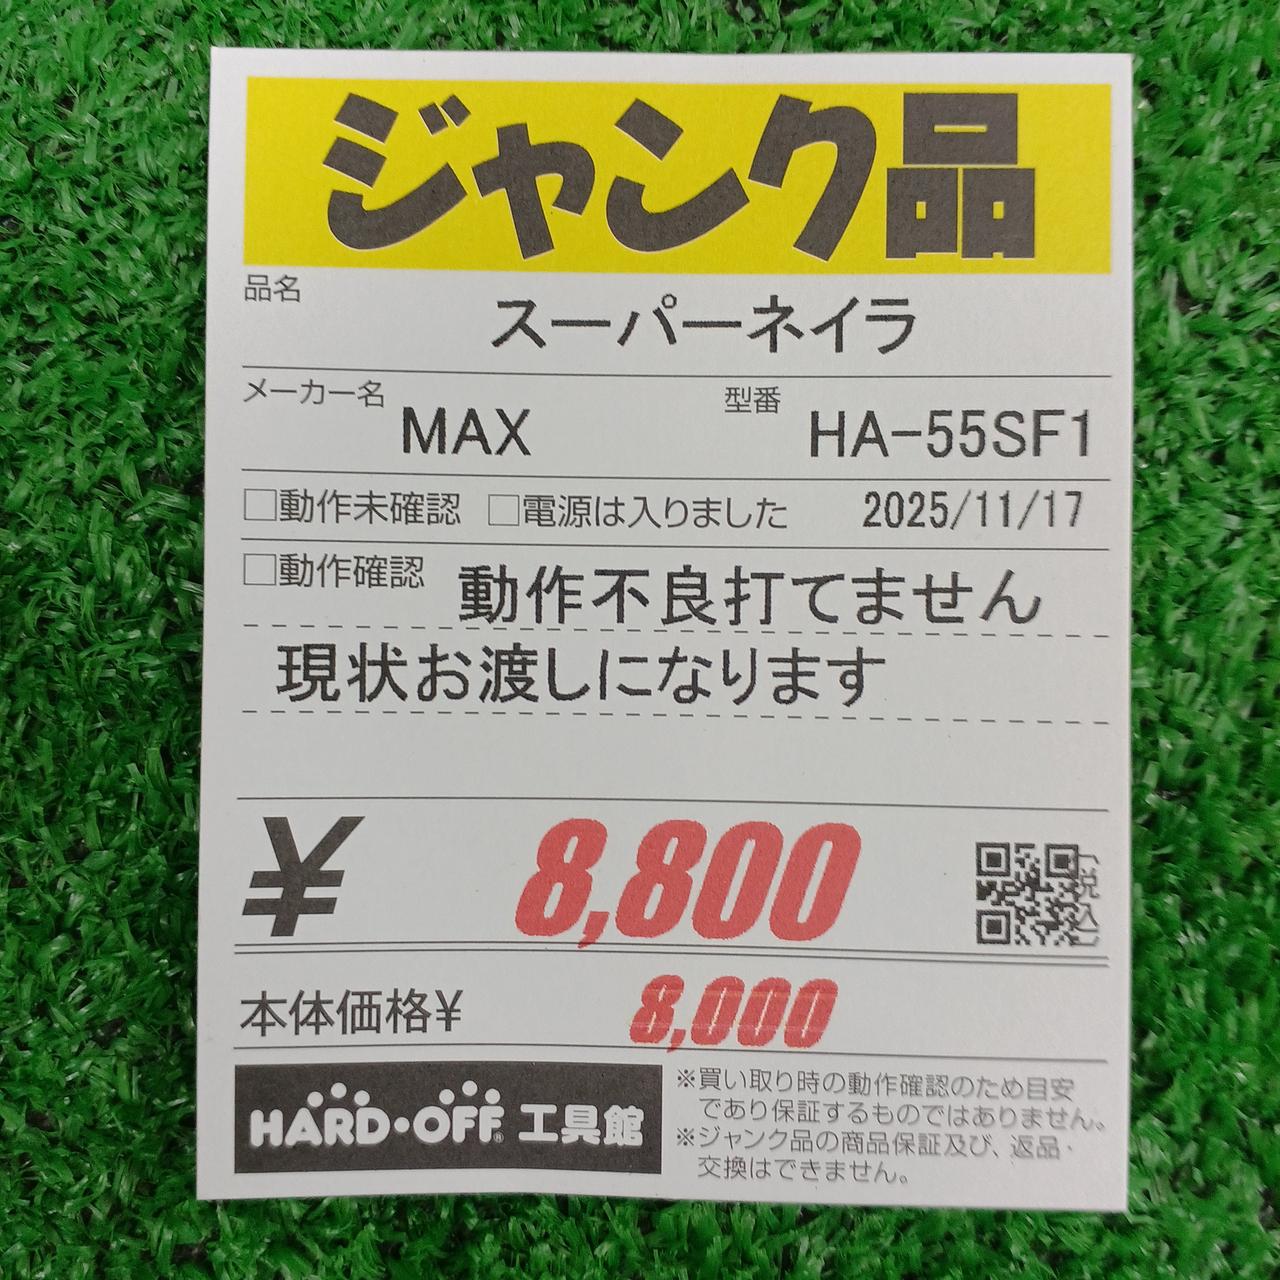 ジャンク品
品名
スーパーネイラ
メーカー名 MAX 型番 HA-55SF1
□動作未確認 □電源は入りました 2025/11/17
□動作確認 動作不良打てません
現状お渡しになります
¥ 8,800 (税込)
本体価格¥ 8,000
HARD・OFF® 工具館
※買い取り時の動作確認のため目安
であり保証するものではありません。
※ジャンク品の商品保証及び、返品・
交換はできません。